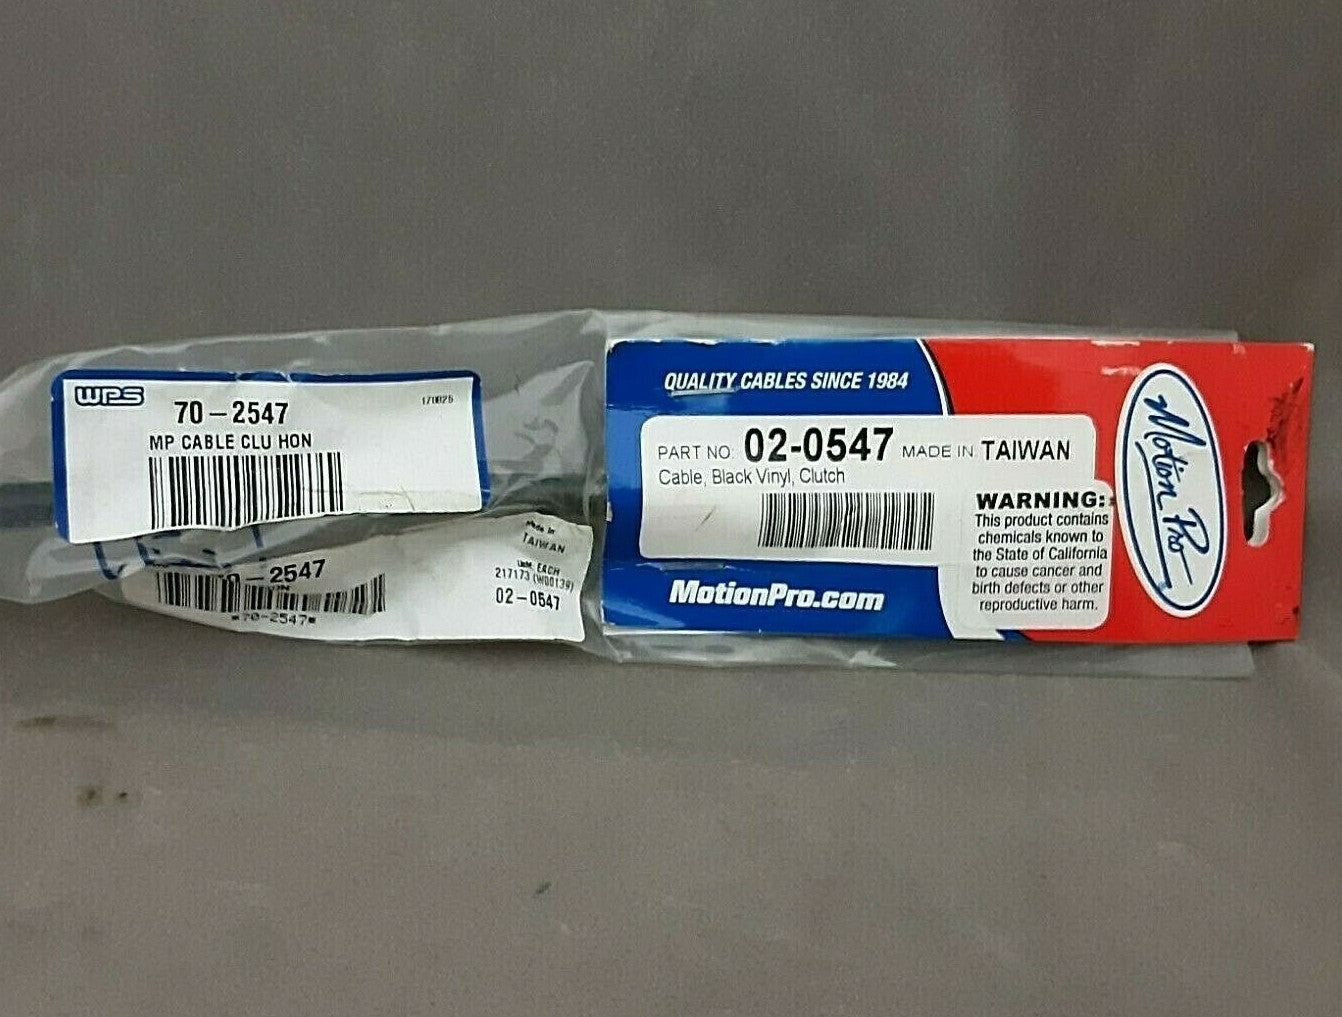 WPS
70-2547
170825
MP CABLE CLU HON
Made In
TAIWAN
U/M: EACH
217173 (W00139)
02-0547
-2547
*70-2547*
QUALITY CABLES SINCE 1984
PART NO: 02-0547 MADE IN: TAIWAN
Cable, Black Vinyl, Clutch
WARNING:
This product contains
chemicals known to
the State of California
to cause cancer and
birth defects or other
reproductive harm.
MotionPro.com
Motion Pro
®